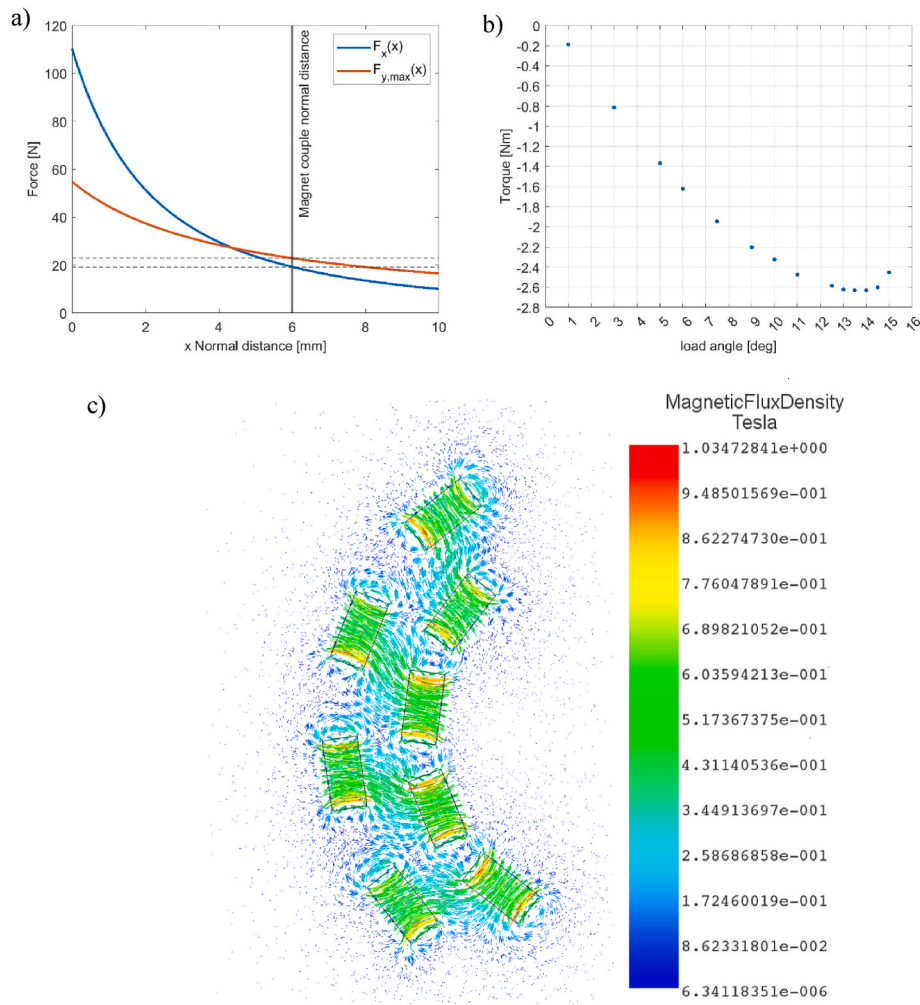 a)
120
100
80
60
40
20
0
Force [N]
0 2 4 6 8 10
x Normal distance [mm]
Magnet couple normal distance
F_x(x)
F_y,max(x)
b)
0
-0.2
-0.4
-0.6
-0.8
-1
-1.2
-1.4
-1.6
-1.8
-2
-2.2
-2.4
-2.6
-2.8
Torque [Nm]
0 1 2 3 4 5 6 7 8 9 10 11 12 13 14 15 16
load angle [deg]
c)
MagneticFluxDensity
Tesla
1.03472841e+000
9.48501569e-001
8.62274730e-001
7.76047891e-001
6.89821052e-001
6.03594213e-001
5.17367375e-001
4.31140536e-001
3.44913697e-001
2.58686858e-001
1.72460019e-001
8.62331801e-002
6.34118351e-006